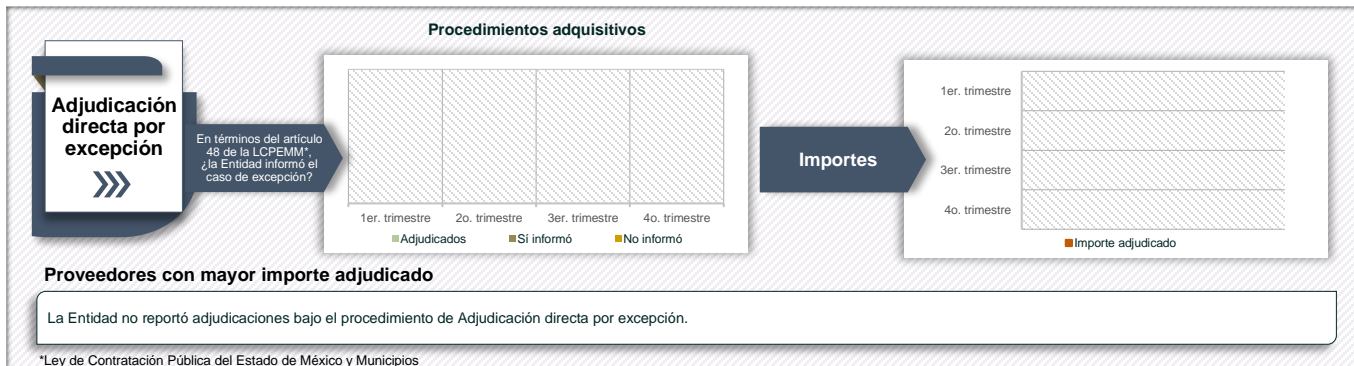 Procedimientos adquisitivos
Adjudicación
directa por
excepción
En términos del artículo
48 de la LCPEMM*,
¿la Entidad informó el
caso de excepción?
1er. trimestre 2o. trimestre 3er. trimestre 4o. trimestre
Adjudicados Sí informó No informó
Importes
1er. trimestre
2o. trimestre
3er. trimestre
4o. trimestre
Importe adjudicado
Proveedores con mayor importe adjudicado
La Entidad no reportó adjudicaciones bajo el procedimiento de Adjudicación directa por excepción.
*Ley de Contratación Pública del Estado de México y Municipios